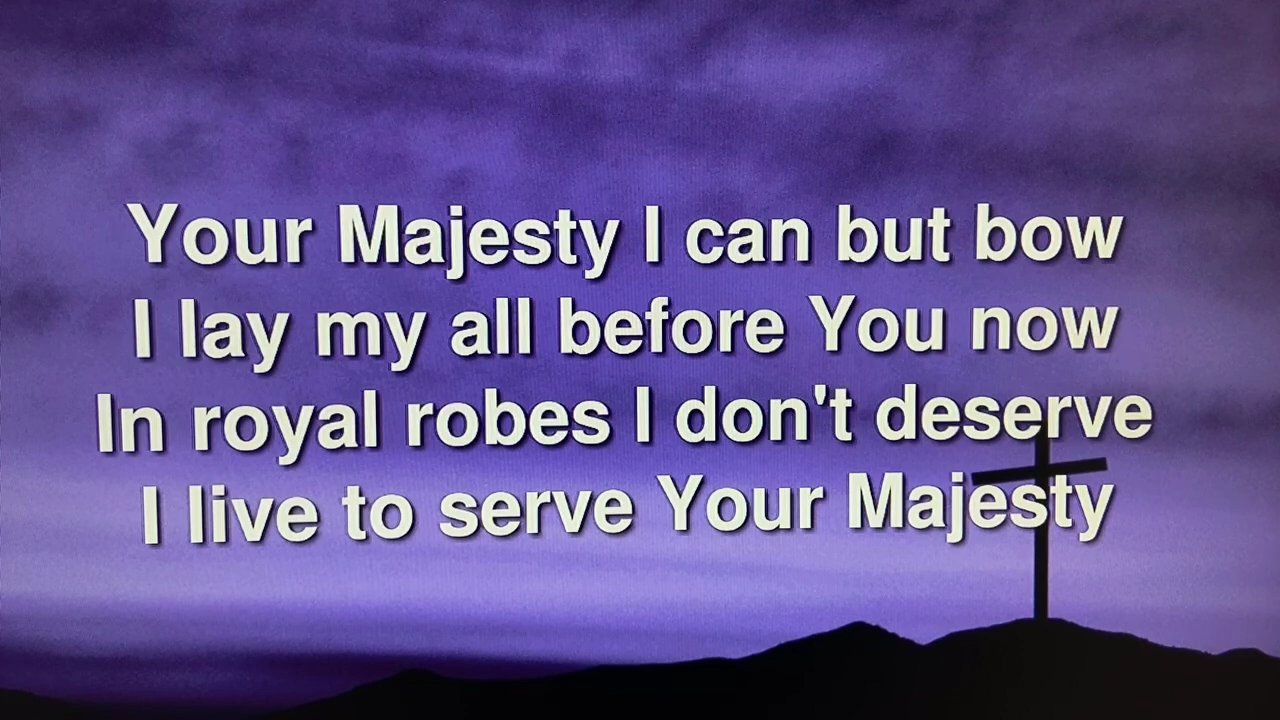 Your Majesty I can but bow
I lay my all before You now
In royal robes I don't deserve
I live to serve Your Majesty